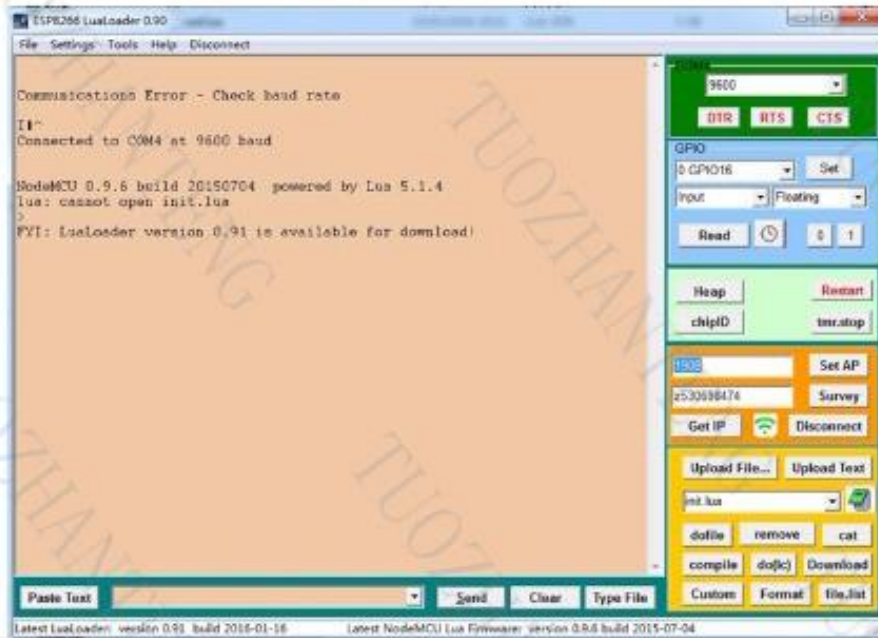 ESP8266 LuaLoader 0.90
File Settings Tools Help Disconnect
Communications Error - Check baud rate
Connected to COM4 at 9600 baud
NodeMCU 0.9.6 build 20150704 powered by Lua 5.1.4
lua: cannot open init.lua
>
FYI: LuaLoader version 0.91 is available for download!
9600
DTR RTS CTS
GPIO
0 GPIO16 Set
Input Floating
Read 0 1
Heap Restart
chipID tmr.stop
Set AP
z530698474 Survey
Get IP Disconnect
Upload File... Upload Text
init.lua
dofile remove cat
compile do(lc) Download
Custom Format file.list
Paste Text Send Clear Type File
Latest LuaLoader: version 0.91 build 2016-01-16 Latest NodeMCU Lua Firmware: version 0.9.6 build 2015-07-04
TUOZHANTENG
TUOZHANTENG